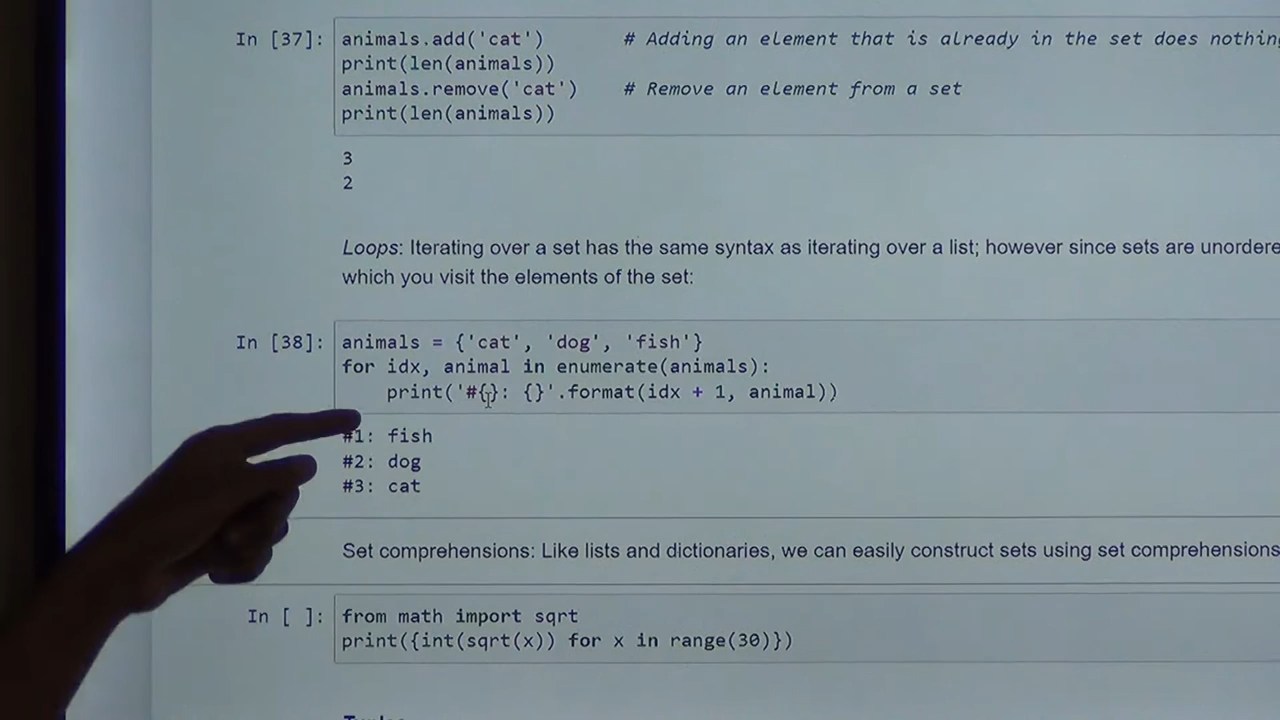 In [37]: animals.add('cat')       # Adding an element that is already in the set does
print(len(animals))
animals.remove('cat')    # Remove an element from a set
print(len(animals))
3
2
Loops: Iterating over a set has the same syntax as iterating over a list; however since sets are
which you visit the elements of the set:
In [38]: animals = {'cat', 'dog', 'fish'}
for idx, animal in enumerate(animals):
    print('#{}: {}'.format(idx + 1, animal))
#1: fish
#2: dog
#3: cat
Set comprehensions: Like lists and dictionaries, we can easily construct sets using set comprehensions
In [ ]: from math import sqrt
print({int(sqrt(x)) for x in range(30)})